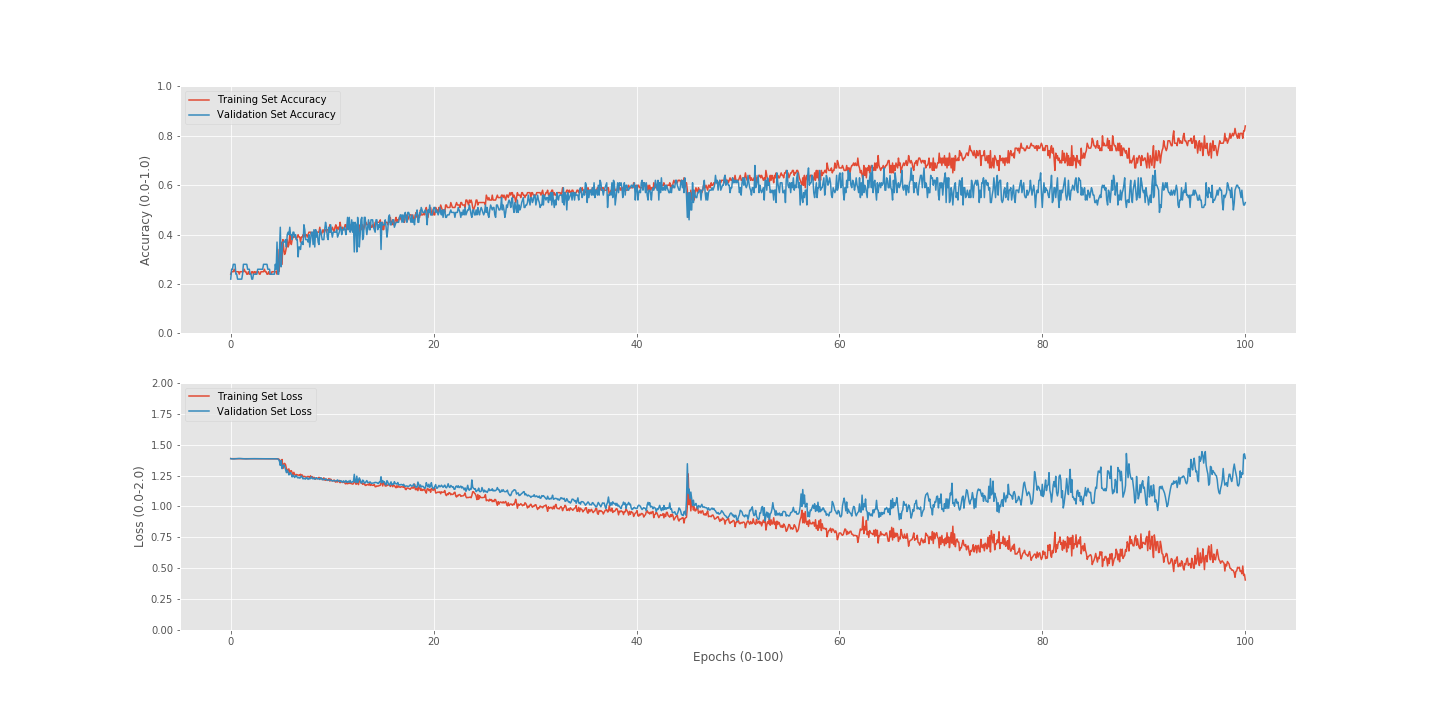 1.0
Training Set Accuracy
Validation Set Accuracy
0.8
0.6
0.4
0.2
0.0
Accuracy (0.0-1.0)
0 20 40 60 80 100
2.00
Training Set Loss
Validation Set Loss
1.75
1.50
1.25
1.00
0.75
0.50
0.25
0.00
Loss (0.0-2.0)
0 20 40 60 80 100
Epochs (0-100)